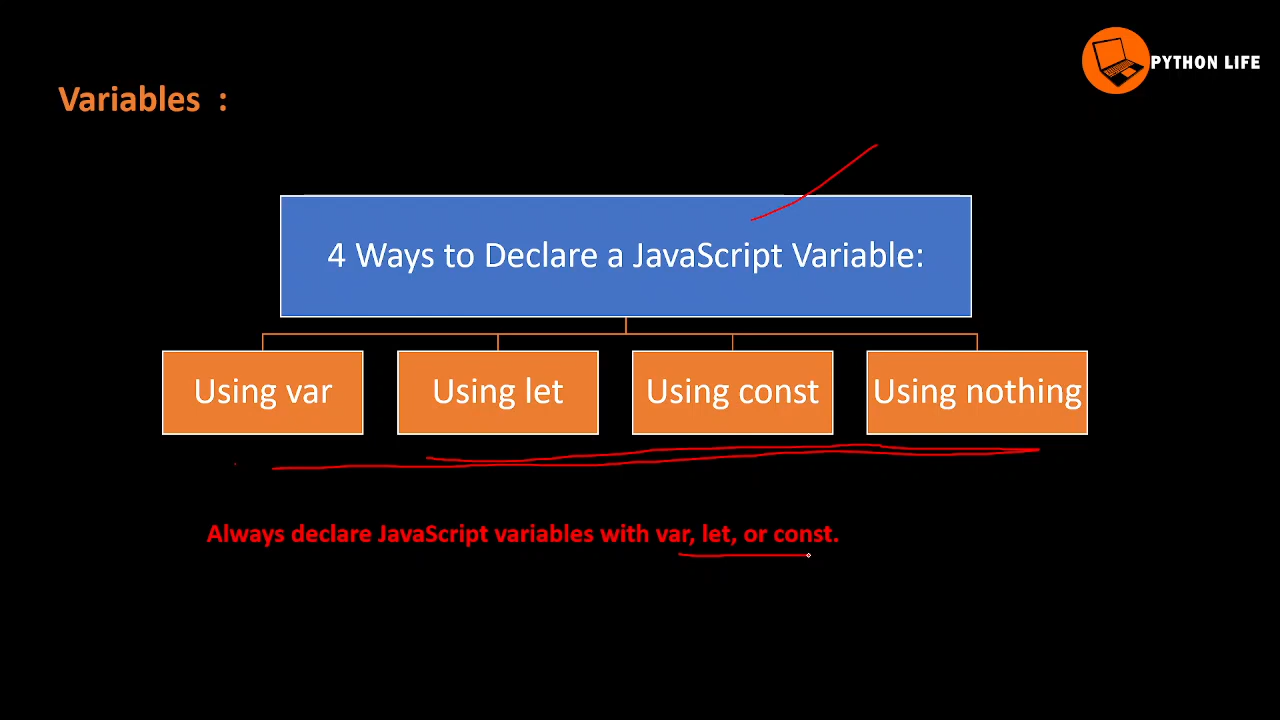 PYTHON LIFE
Variables :
4 Ways to Declare a JavaScript Variable:
Using var
Using let
Using const
Using nothing
Always declare JavaScript variables with var, let, or const.